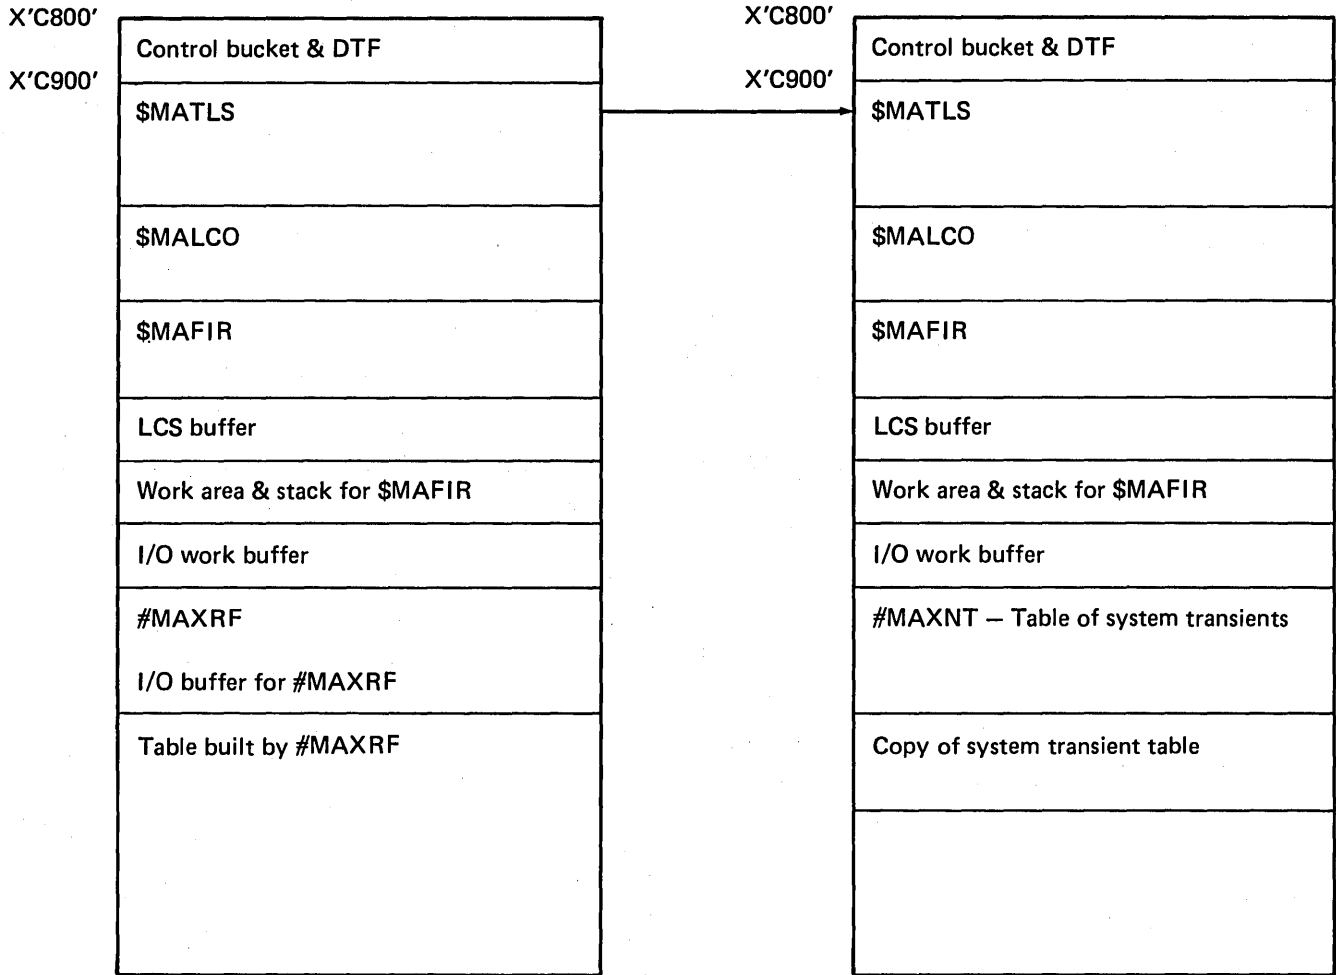 X'C800'
Control bucket & DTF
X'C900'
$MATLS
$MALCO
$MAFIR
LCS buffer
Work area & stack for $MAFIR
I/O work buffer
#MAXRF
I/O buffer for #MAXRF
Table built by #MAXRF
X'C800'
Control bucket & DTF
X'C900'
$MATLS
$MALCO
$MAFIR
LCS buffer
Work area & stack for $MAFIR
I/O work buffer
#MAXNT — Table of system transients
Copy of system transient table